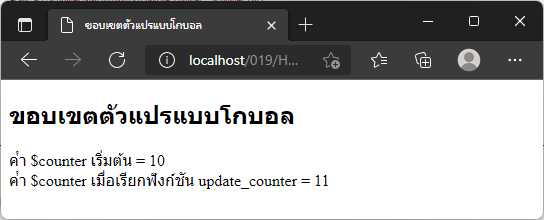 ขอบเขตตัวแปรแบบโกบอล
localhost/019/H...
ขอบเขตตัวแปรแบบโกบอล
ค่า $counter เริ่มต้น = 10
ค่า $counter เมื่อเรียกฟังก์ชัน update_counter = 11